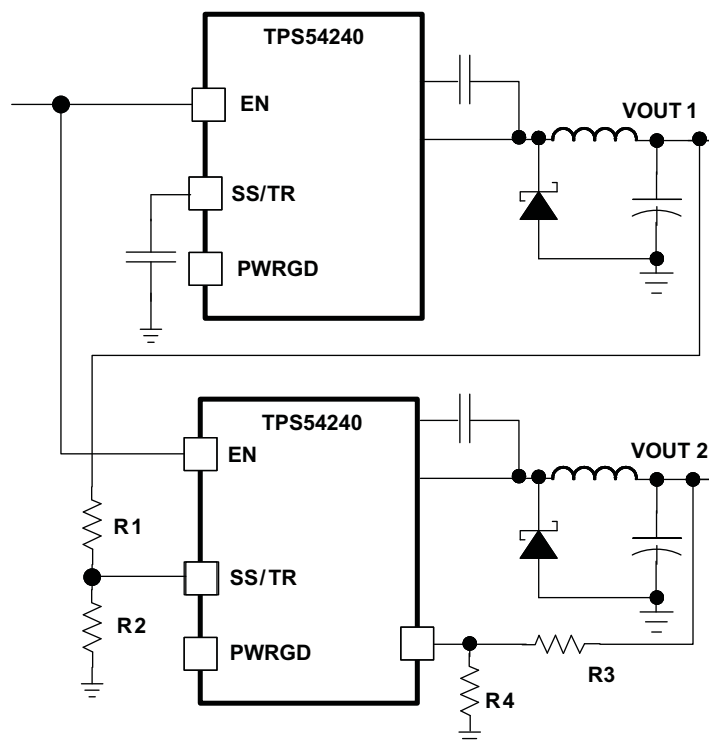 TPS54240
EN
VOUT 1
SS/TR
PWRGD
TPS54240
EN
VOUT 2
R1
SS/TR
R2
PWRGD
R3
R4